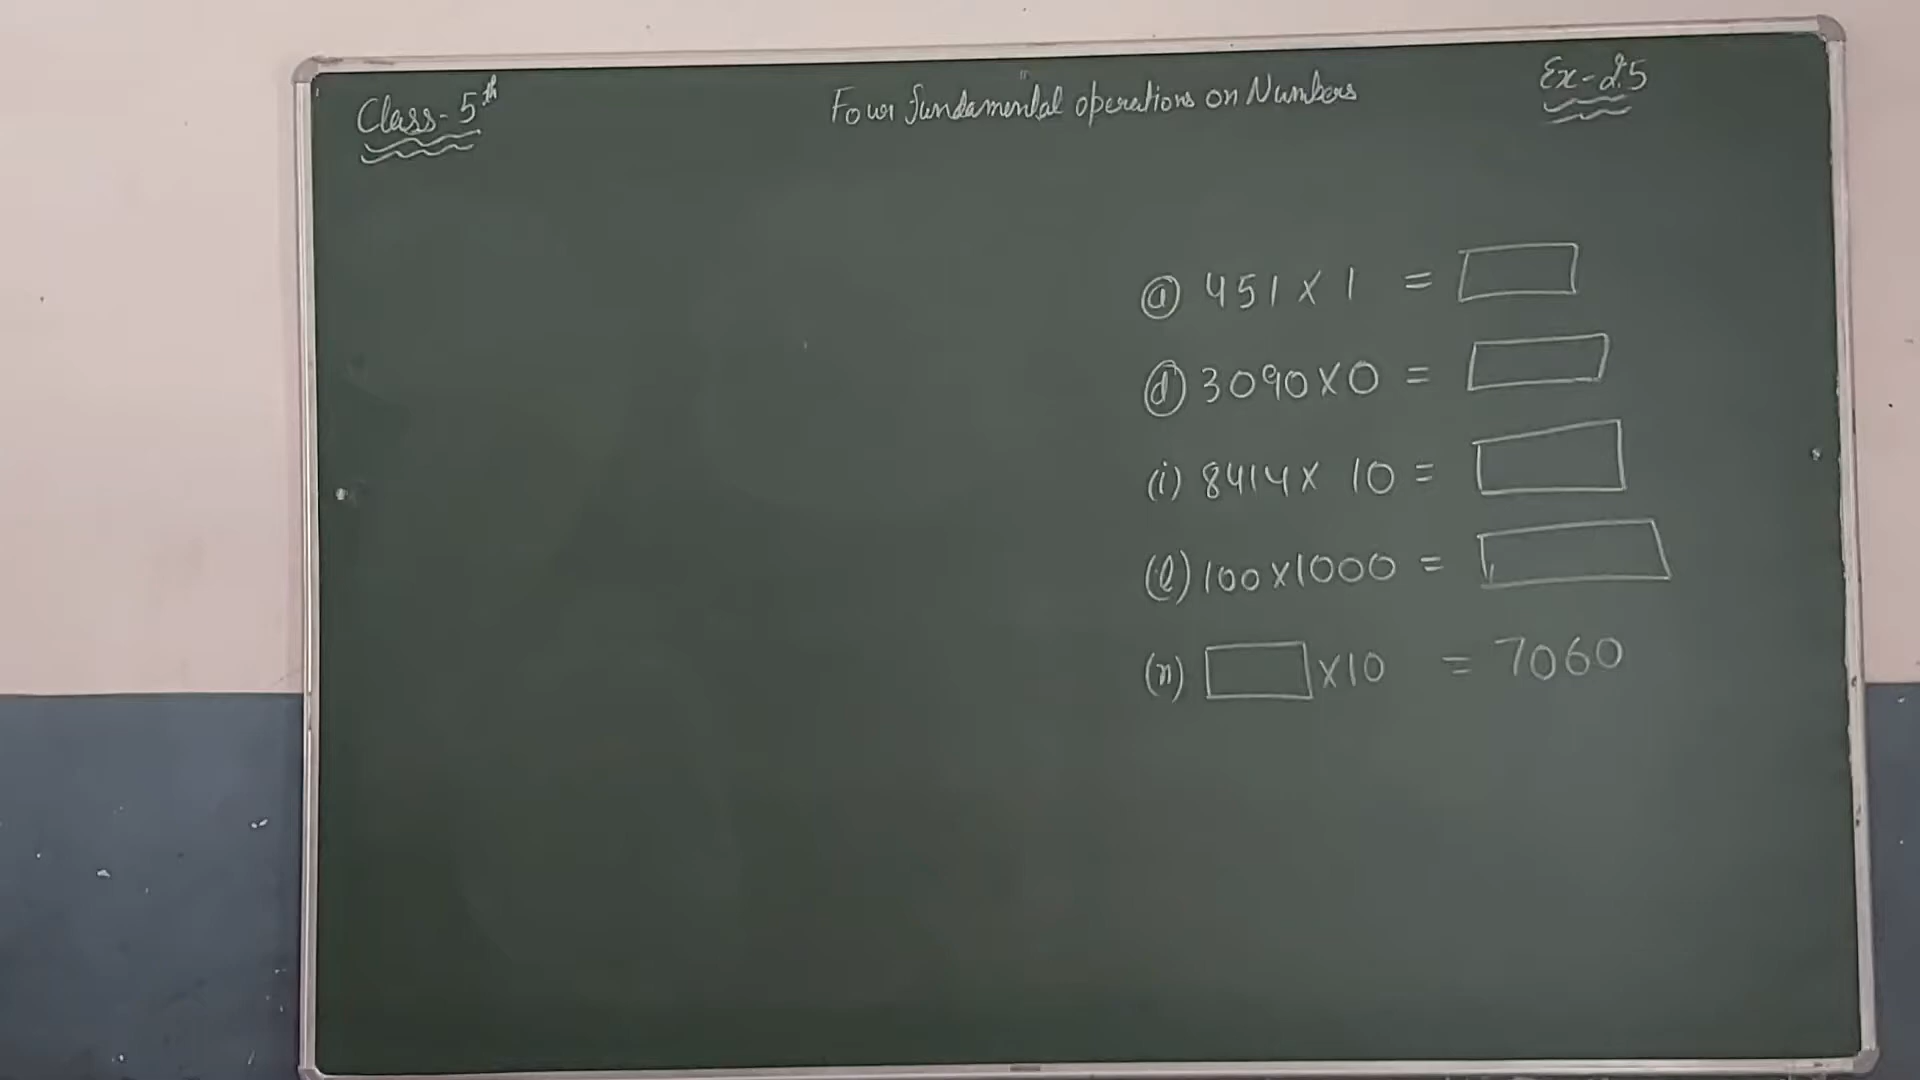 Class- 5th
Four fundamental operations on Numbers
Ex-2.5
(a) 451 × 1 =
(d) 3090 × 0 =
(i) 8414 × 10 =
(l) 100 × 1000 =
(n) × 10 = 7060